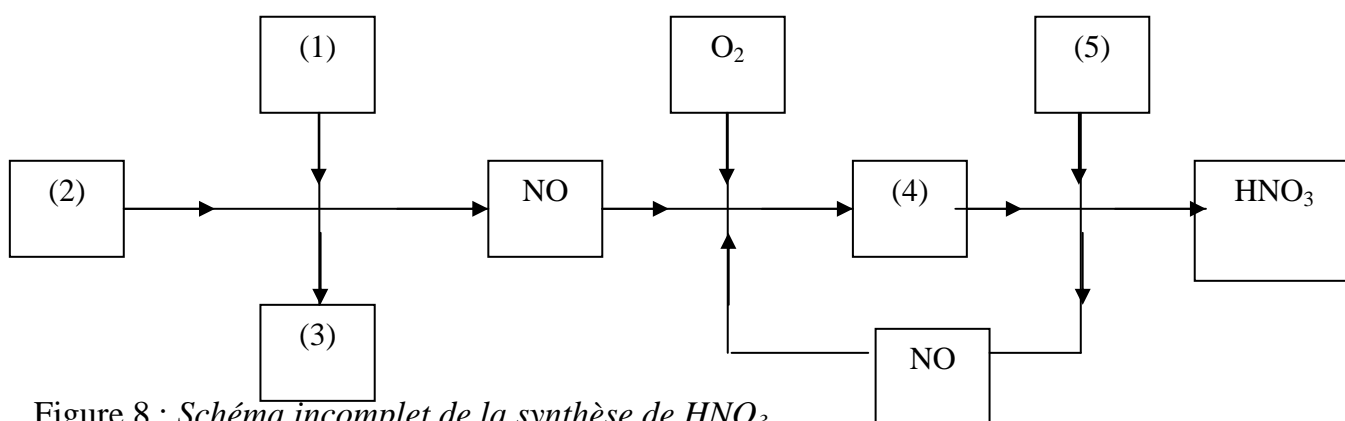 (1)
O₂
(5)
(2)
NO
(4)
HNO₃
(3)
NO
Figure 8 : Schéma incomplet de la synthèse de HNO₃